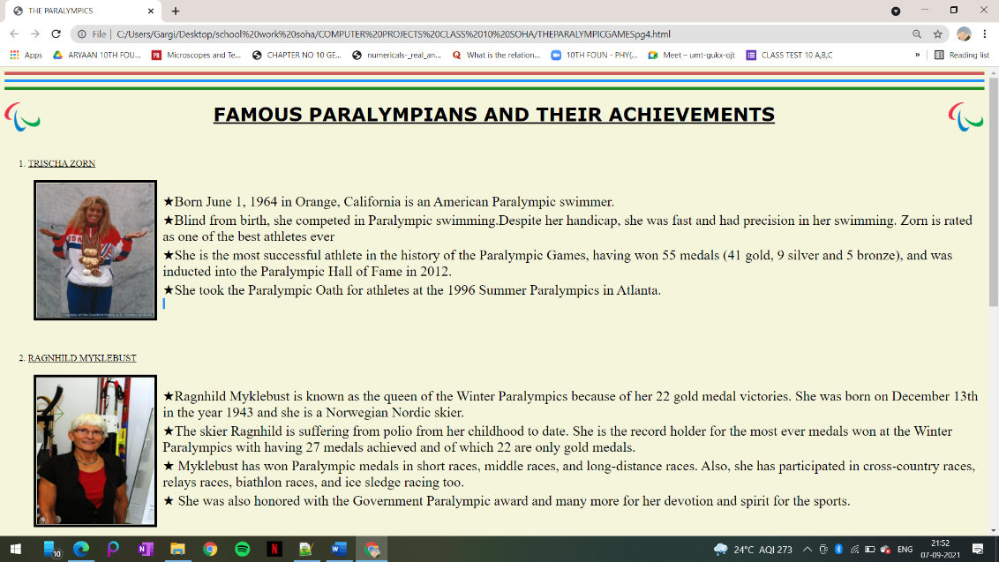 THE PARALYMPICS
File
C:/Users/Gargi/Desktop/school%20work%20soha/COMPUTER%20PROJECTS%20CLASS%2010%20SOHA/THEPARALYMPICGAMESpg4.html
Apps ARYAAN 10TH FOU... Microscopes and Te... CHAPTER NO 10 GE... numericals-_real_an... What is the relation... 10TH FOUN - PHY(... Meet – umt-gukx-ojt CLASS TEST 10 A,B,C » Reading list
FAMOUS PARALYMPIANS AND THEIR ACHIEVEMENTS
1. TRISCHA ZORN
★Born June 1, 1964 in Orange, California is an American Paralympic swimmer.
★Blind from birth, she competed in Paralympic swimming.Despite her handicap, she was fast and had precision in her swimming. Zorn is rated
as one of the best athletes ever
★She is the most successful athlete in the history of the Paralympic Games, having won 55 medals (41 gold, 9 silver and 5 bronze), and was
inducted into the Paralympic Hall of Fame in 2012.
★She took the Paralympic Oath for athletes at the 1996 Summer Paralympics in Atlanta.
2. RAGNHILD MYKLEBUST
★Ragnhild Myklebust is known as the queen of the Winter Paralympics because of her 22 gold medal victories. She was born on December 13th
in the year 1943 and she is a Norwegian Nordic skier.
★The skier Ragnhild is suffering from polio from her childhood to date. She is the record holder for the most ever medals won at the Winter
Paralympics with having 27 medals achieved and of which 22 are only gold medals.
★ Myklebust has won Paralympic medals in short races, middle races, and long-distance races. Also, she has participated in cross-country races,
relays races, biathlon races, and ice sledge racing too.
★ She was also honored with the Government Paralympic award and many more for her devotion and spirit for the sports.
10
24°C AQI 273 ENG
21:52
07-09-2021